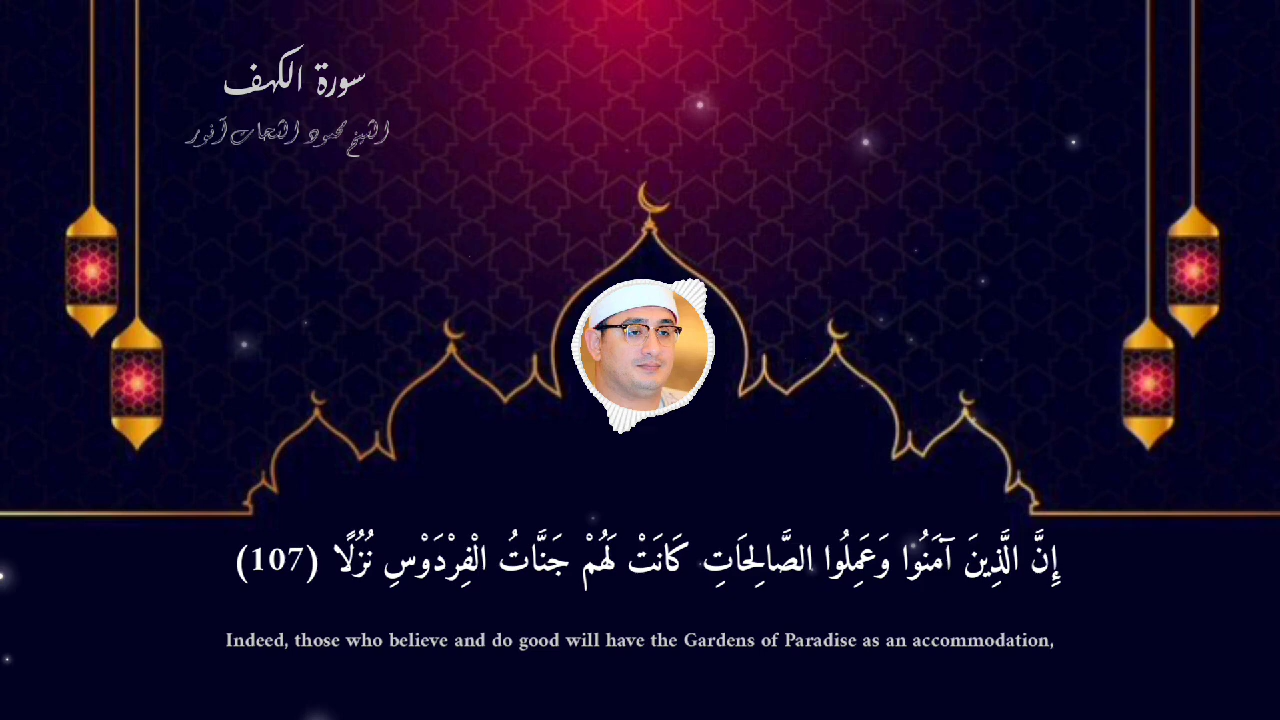 سورة الكهف
الشيخ محمود الشحات أنور
إِنَّ الَّذِينَ آمَنُوا وَعَمِلُوا الصَّالِحَاتِ كَانَتْ لَهُمْ جَنَّاتُ الْفِرْدَوْسِ نُزُلًا (107)
Indeed, those who believe and do good will have the Gardens of Paradise as an accommodation,